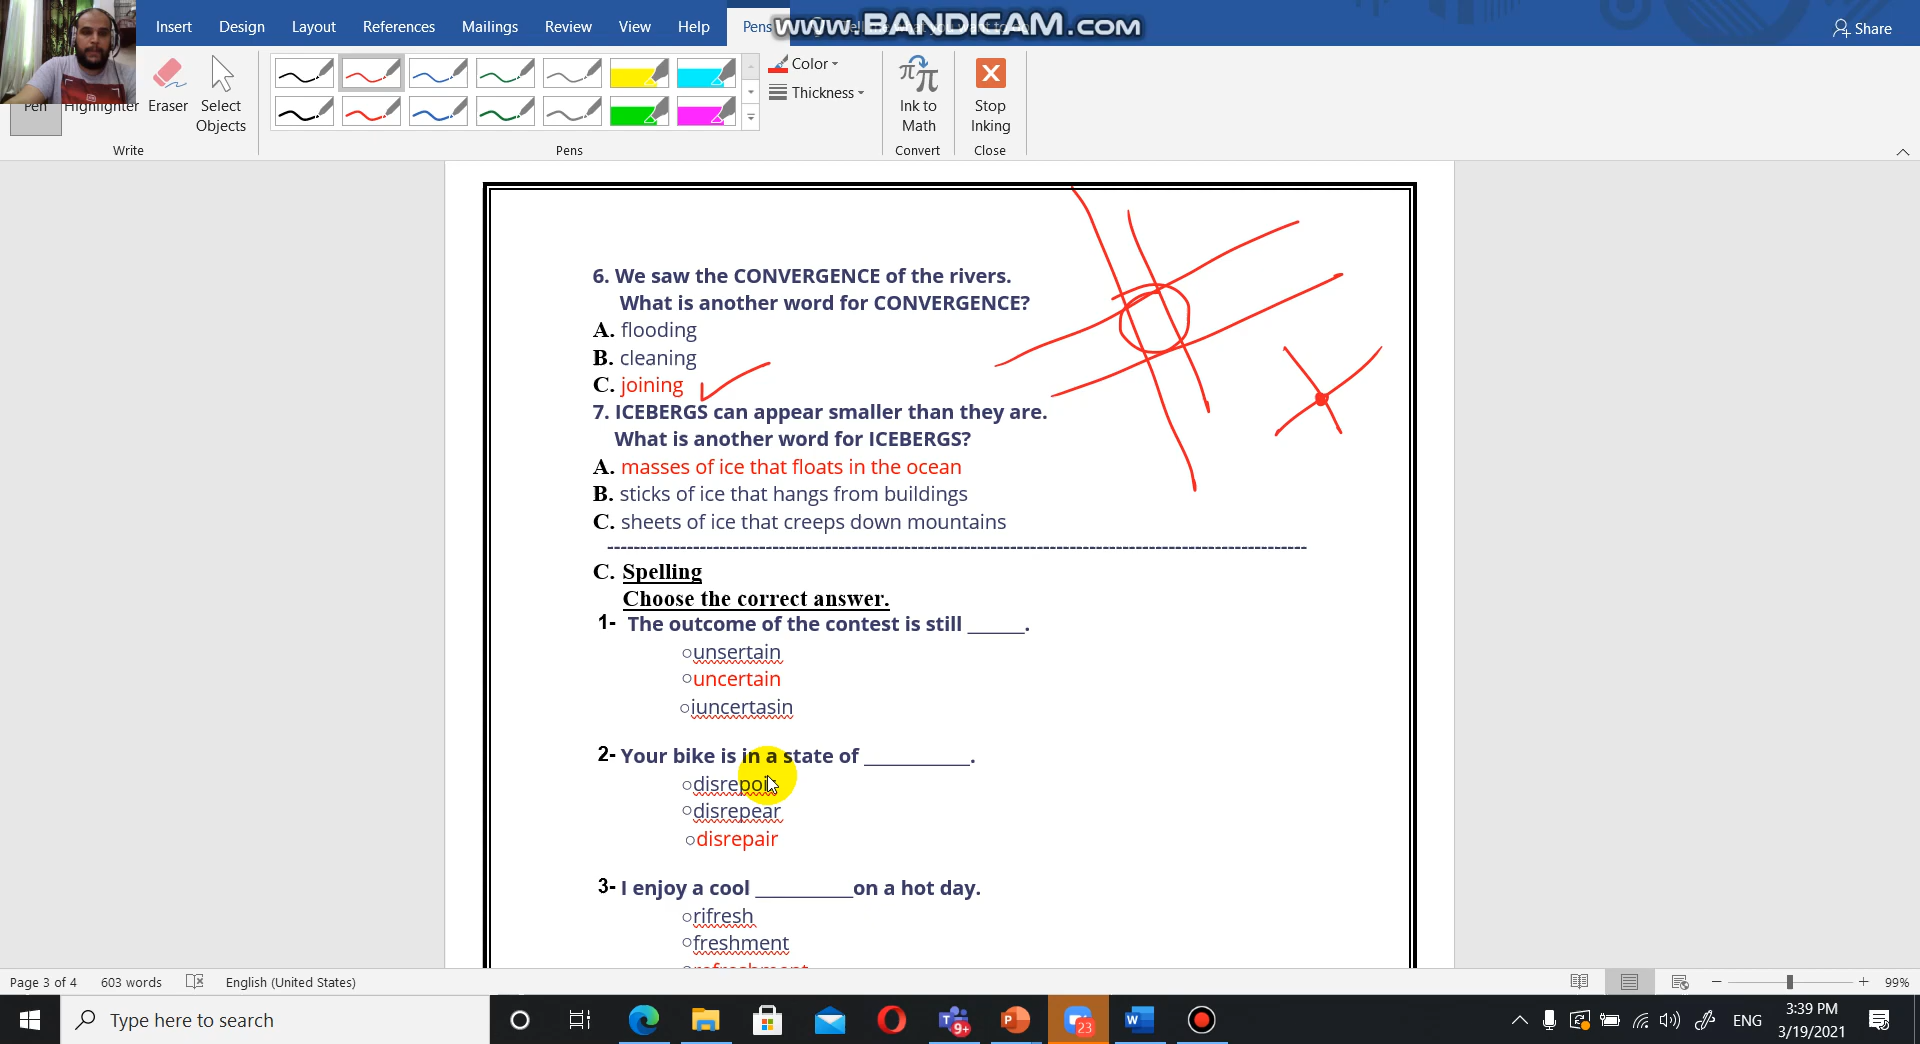 Insert Design Layout References Mailings Review View Help Pens www.BANDICAM.com Share
Pen Highlighter Eraser Select Objects
Color
Thickness
Ink to Math
Stop Inking
Write Pens Convert Close
6. We saw the CONVERGENCE of the rivers.
What is another word for CONVERGENCE?
A. flooding
B. cleaning
C. joining
7. ICEBERGS can appear smaller than they are.
What is another word for ICEBERGS?
A. masses of ice that floats in the ocean
B. sticks of ice that hangs from buildings
C. sheets of ice that creeps down mountains
C. Spelling
Choose the correct answer.
1- The outcome of the contest is still ______.
unsertain
uncertain
iuncertasin
2- Your bike is in a state of ___________.
disrepoir
disrepear
disrepair
3- I enjoy a cool __________on a hot day.
rifresh
freshment
refreshment
Page 3 of 4 603 words English (United States) 99%
Type here to search 9+ 23 ENG 3:39 PM
3/19/2021